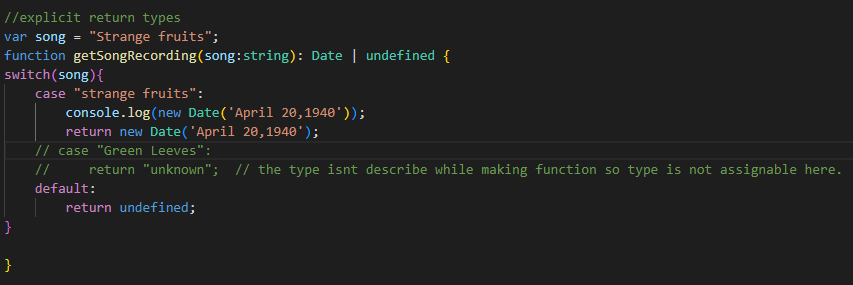 //explicit return types
var song = "Strange fruits";
function getSongRecording(song:string): Date | undefined {
switch(song){
    case "strange fruits":
        console.log(new Date('April 20,1940'));
        return new Date('April 20,1940');
    // case "Green Leeves":
    //     return "unknown";  // the type isnt describe while making function so type is not assignable here.
    default:
        return undefined;
}
}